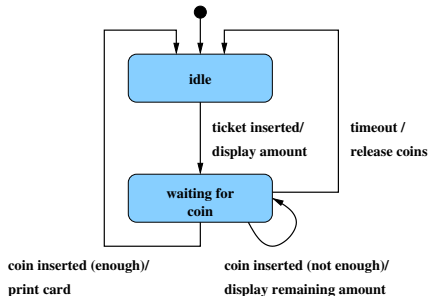 idle
ticket inserted/
display amount
timeout /
release coins
waiting for
coin
coin inserted (enough)/
print card
coin inserted (not enough)/
display remaining amount